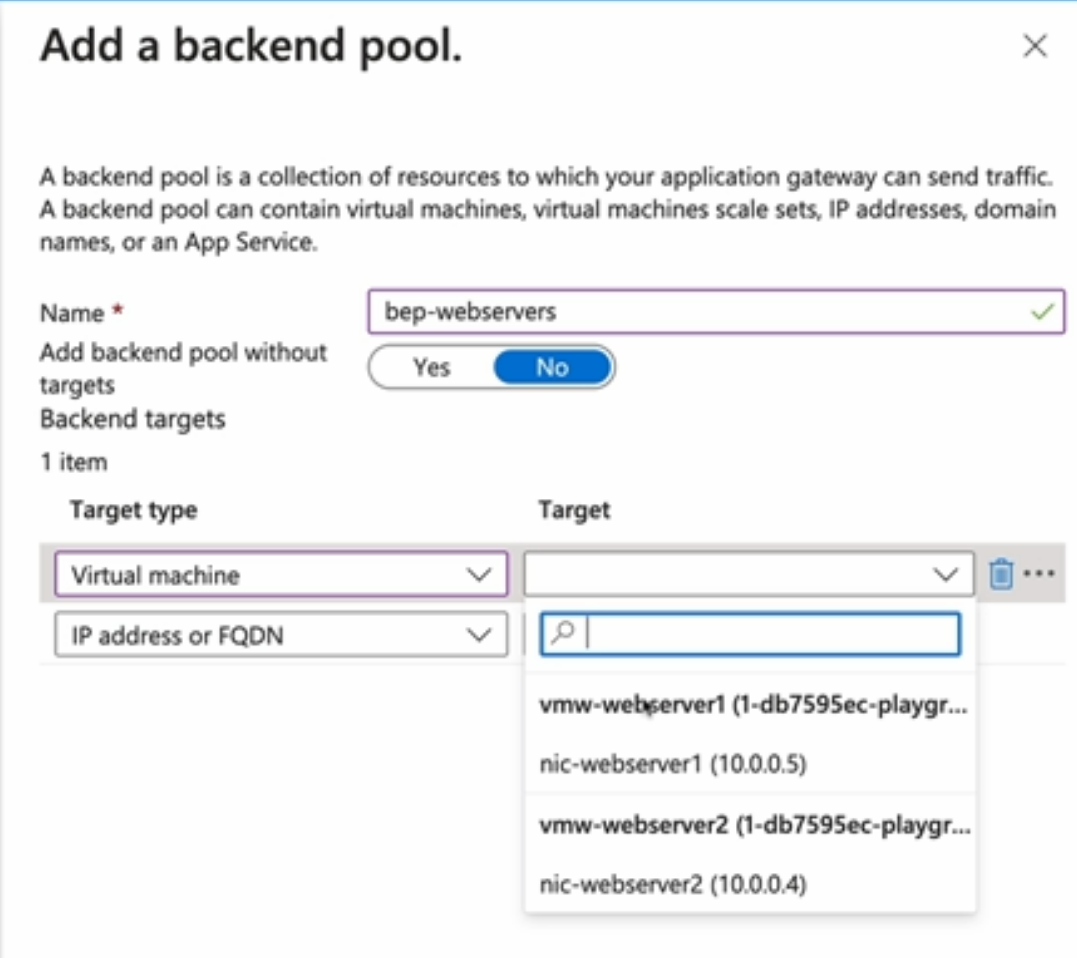 Add a backend pool.
A backend pool is a collection of resources to which your application gateway can send traffic.
A backend pool can contain virtual machines, virtual machines scale sets, IP addresses, domain
names, or an App Service.
Name *
bep-webservers
Add backend pool without
targets
Yes
No
Backend targets
1 item
Target type
Target
Virtual machine
IP address or FQDN
vmw-webserver1 (1-db7595ec-playgr...
nic-webserver1 (10.0.0.5)
vmw-webserver2 (1-db7595ec-playgr...
nic-webserver2 (10.0.0.4)